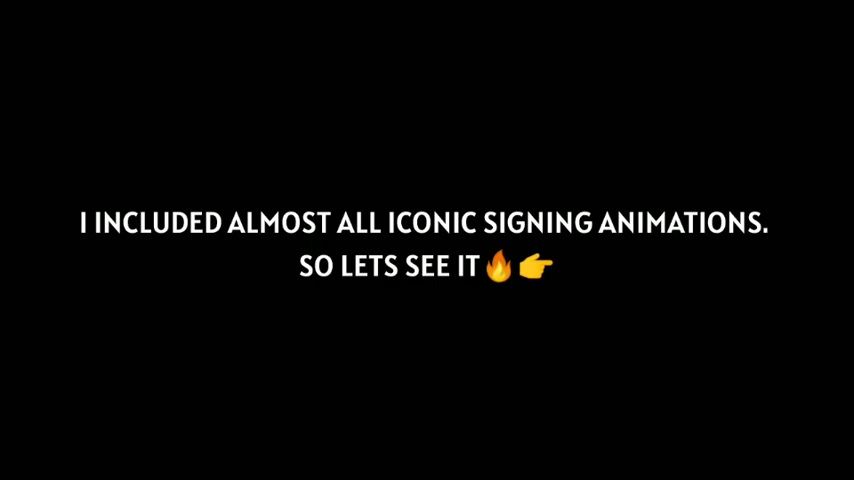 I INCLUDED ALMOST ALL ICONIC SIGNING ANIMATIONS.
SO LETS SEE IT🔥👉